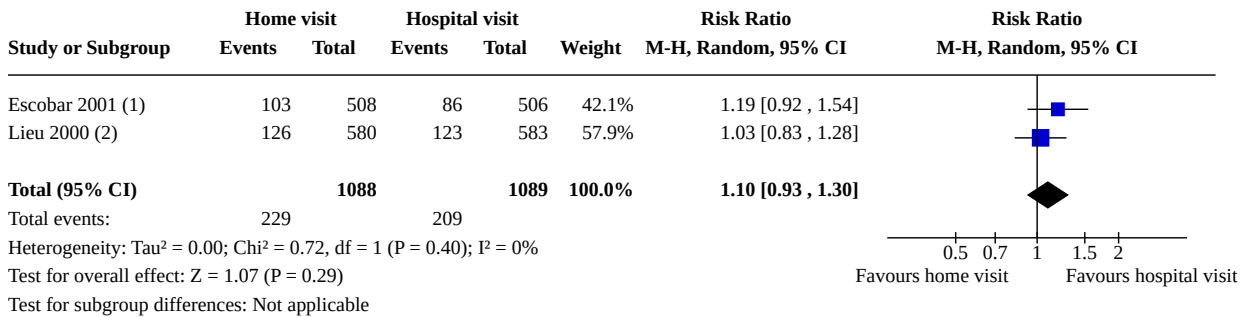 Home visit Hospital visit Risk Ratio Risk Ratio
Study or Subgroup Events Total Events Total Weight M-H, Random, 95% CI M-H, Random, 95% CI
Escobar 2001 (1) 103 508 86 506 42.1% 1.19 [0.92 , 1.54]
Lieu 2000 (2) 126 580 123 583 57.9% 1.03 [0.83 , 1.28]
Total (95% CI) 1088 1089 100.0% 1.10 [0.93 , 1.30]
Total events: 229 209
Heterogeneity: Tau² = 0.00; Chi² = 0.72, df = 1 (P = 0.40); I² = 0%
0.5 0.7 1 1.5 2
Test for overall effect: Z = 1.07 (P = 0.29)
Favours home visit Favours hospital visit
Test for subgroup differences: Not applicable